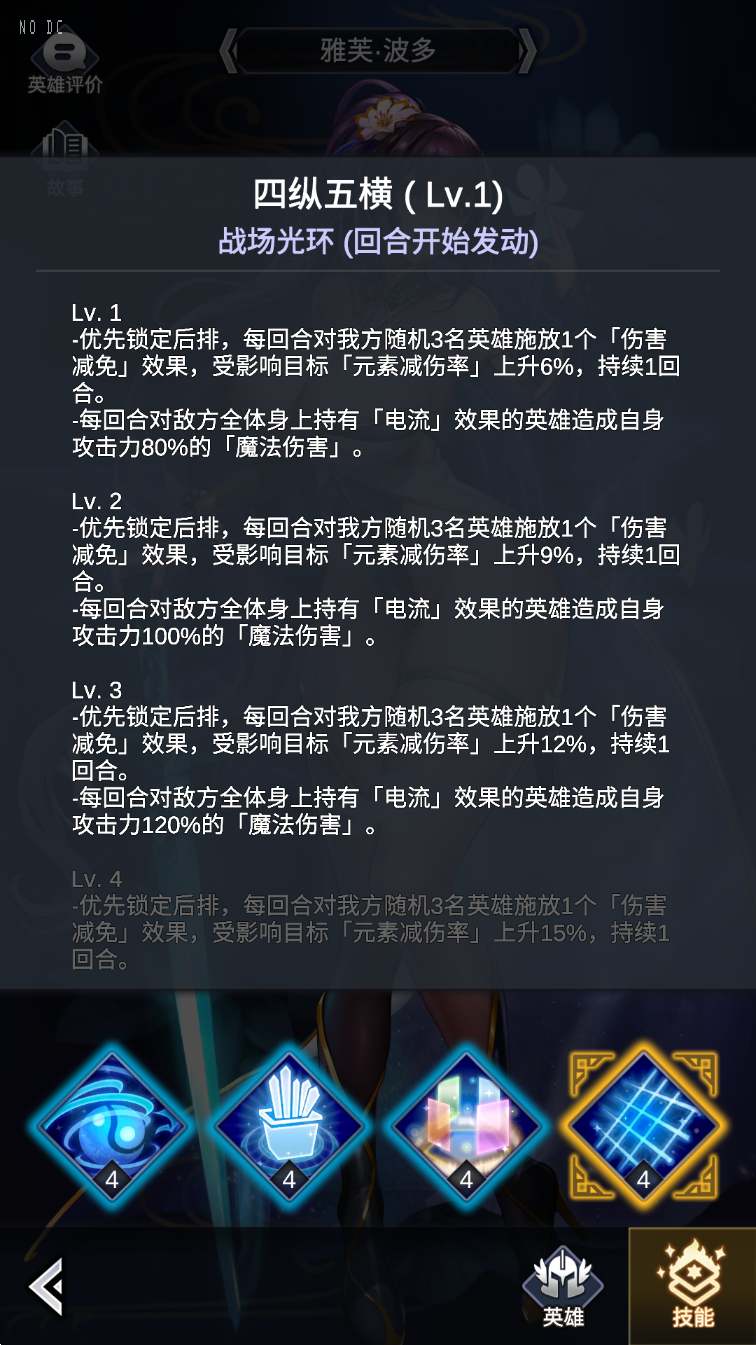 NO DC
雅芙·波多
英雄评价
故事
四纵五横 ( Lv.1)
战场光环 (回合开始发动)
Lv. 1
-优先锁定后排，每回合对我方随机3名英雄施放1个「伤害
减免」效果，受影响目标「元素减伤率」上升6%，持续1回
合。
-每回合对敌方全体身上持有「电流」效果的英雄造成自身
攻击力80%的「魔法伤害」。
Lv. 2
-优先锁定后排，每回合对我方随机3名英雄施放1个「伤害
减免」效果，受影响目标「元素减伤率」上升9%，持续1回
合。
-每回合对敌方全体身上持有「电流」效果的英雄造成自身
攻击力100%的「魔法伤害」。
Lv. 3
-优先锁定后排，每回合对我方随机3名英雄施放1个「伤害
减免」效果，受影响目标「元素减伤率」上升12%，持续1
回合。
-每回合对敌方全体身上持有「电流」效果的英雄造成自身
攻击力120%的「魔法伤害」。
Lv. 4
-优先锁定后排，每回合对我方随机3名英雄施放1个「伤害
减免」效果，受影响目标「元素减伤率」上升15%，持续1
回合。
4
4
4
4
英雄
技能